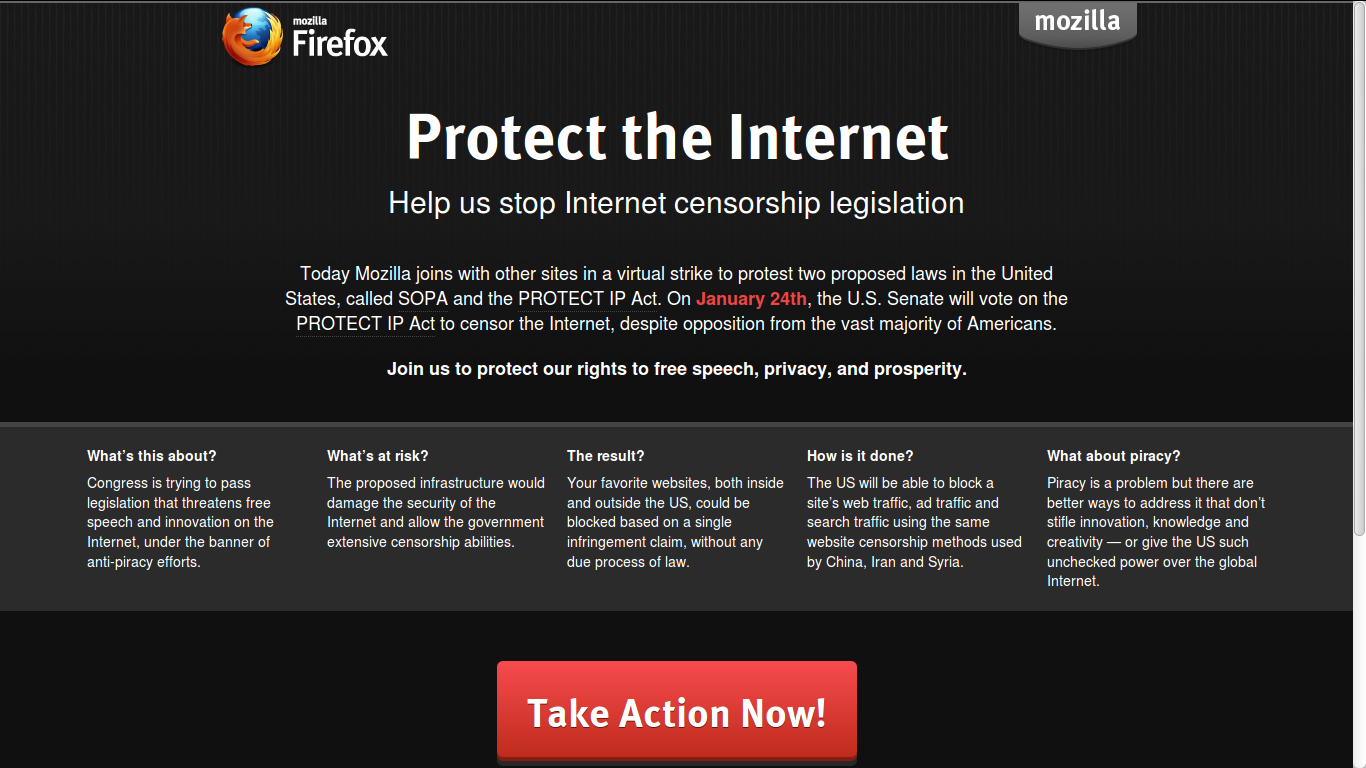 mozilla
Firefox
mozilla
Protect the Internet
Help us stop Internet censorship legislation
Today Mozilla joins with other sites in a virtual strike to protest two proposed laws in the United
States, called SOPA and the PROTECT IP Act. On January 24th, the U.S. Senate will vote on the
PROTECT IP Act to censor the Internet, despite opposition from the vast majority of Americans.
Join us to protect our rights to free speech, privacy, and prosperity.
What’s this about?
Congress is trying to pass
legislation that threatens free
speech and innovation on the
Internet, under the banner of
anti-piracy efforts.
What’s at risk?
The proposed infrastructure would
damage the security of the
Internet and allow the government
extensive censorship abilities.
The result?
Your favorite websites, both inside
and outside the US, could be
blocked based on a single
infringement claim, without any
due process of law.
How is it done?
The US will be able to block a
site’s web traffic, ad traffic and
search traffic using the same
website censorship methods used
by China, Iran and Syria.
What about piracy?
Piracy is a problem but there are
better ways to address it that don’t
stifle innovation, knowledge and
creativity — or give the US such
unchecked power over the global
Internet.
Take Action Now!